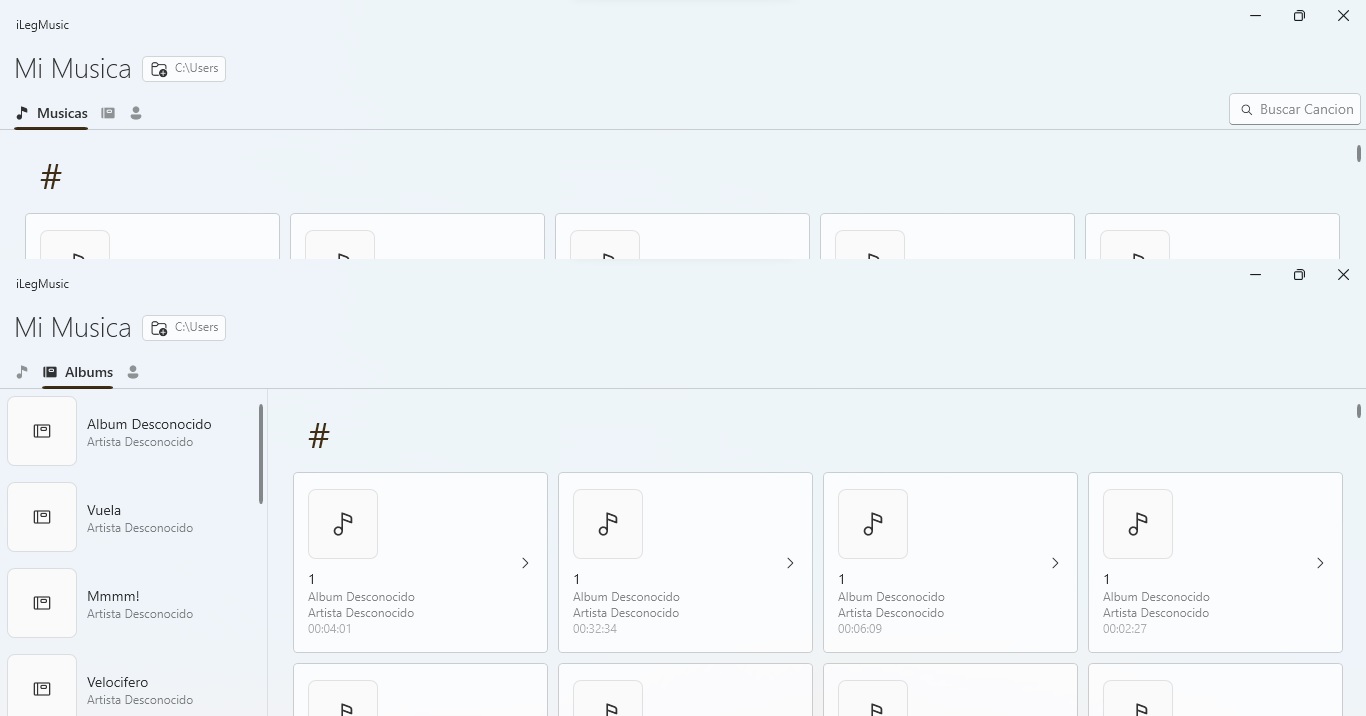 iLegMusic
Mi Musica C:\Users
Musicas
Buscar Cancion
#
iLegMusic
Mi Musica C:\Users
Albums
Album Desconocido
Artista Desconocido
Vuela
Artista Desconocido
Mmmm!
Artista Desconocido
Velocifero
Artista Desconocido
#
1
Album Desconocido
Artista Desconocido
00:04:01
1
Album Desconocido
Artista Desconocido
00:32:34
1
Album Desconocido
Artista Desconocido
00:06:09
1
Album Desconocido
Artista Desconocido
00:02:27